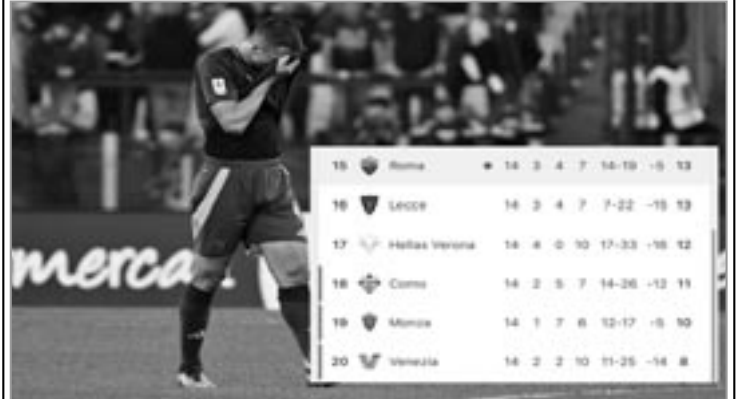 merca
15 Roma 14 3 4 7 14-19 -5 13
16 Lecce 14 3 4 7 7-22 -15 13
17 Hellas Verona 14 4 0 10 17-33 -16 12
18 Como 14 2 5 7 14-26 -12 11
19 Monza 14 1 7 6 12-17 -5 10
20 Venezia 14 2 2 10 11-25 -14 8